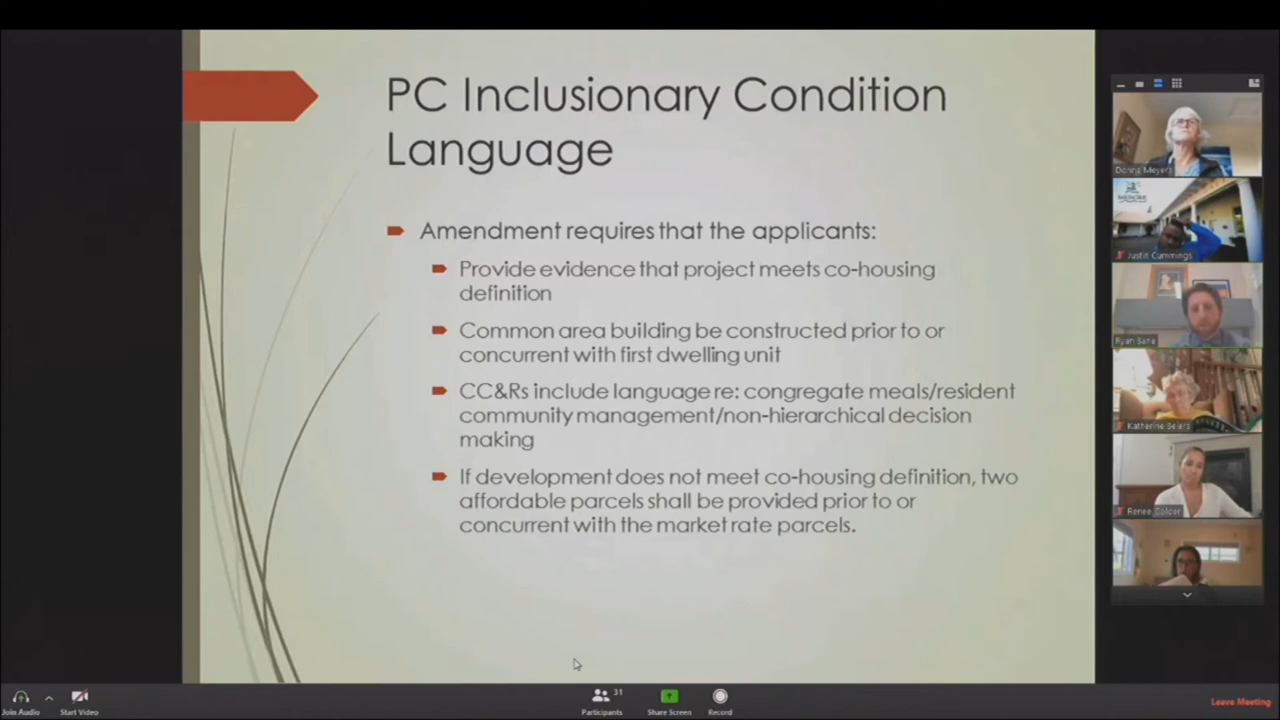 PC Inclusionary Condition
Language
Amendment requires that the applicants:
Provide evidence that project meets co-housing
definition
Common area building be constructed prior to or
concurrent with first dwelling unit
CC&Rs include language re: congregate meals/resident
community management/non-hierarchical decision
making
If development does not meet co-housing definition, two
affordable parcels shall be provided prior to or
concurrent with the market rate parcels.
Donna Meyers
Justin Cummings
Ryan
Katherine Beiers
Renee Golder
Join Audio
Start Video
31
Participants
Share Screen
Record
Leave Meeting